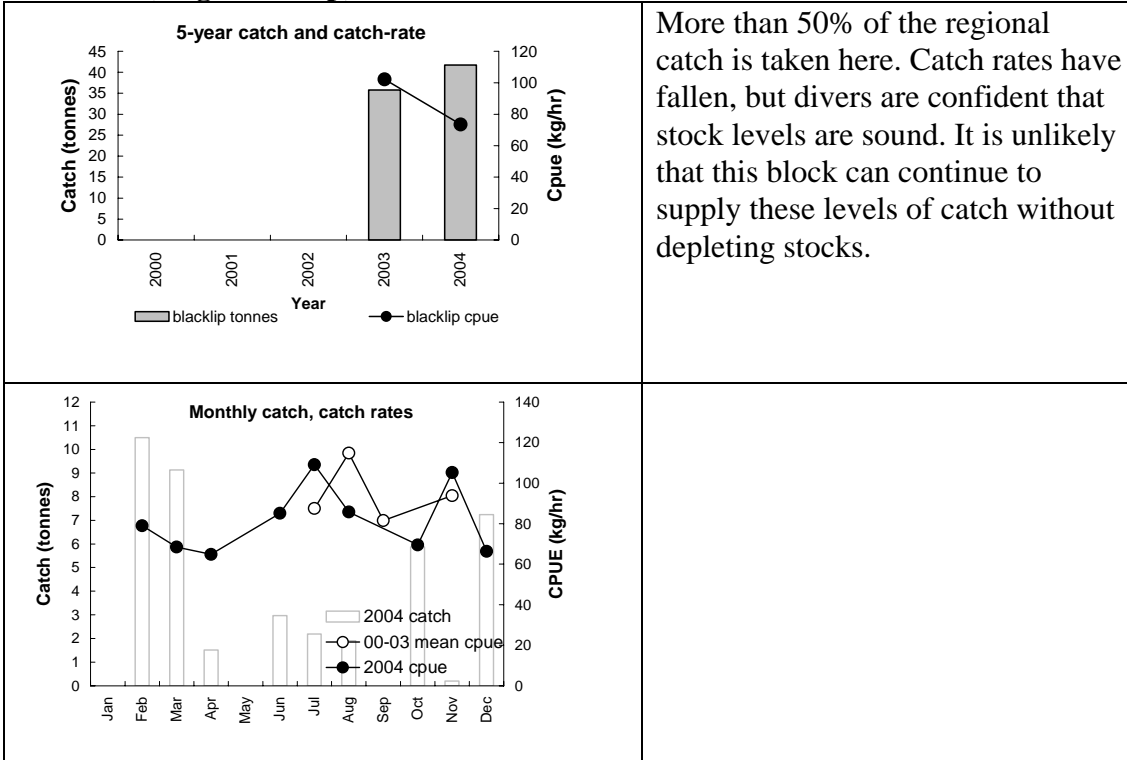 5-year catch and catch-rate
45
40
35
30
25
20
15
10
5
0
Catch (tonnes)
120
100
80
60
40
20
0
Cpue (kg/hr)
2000
2001
2002
2003
2004
Year
blacklip tonnes
blacklip cpue
More than 50% of the regional
catch is taken here. Catch rates have
fallen, but divers are confident that
stock levels are sound. It is unlikely
that this block can continue to
supply these levels of catch without
depleting stocks.
Monthly catch, catch rates
12
11
10
9
8
7
6
5
4
3
2
1
0
Catch (tonnes)
140
120
100
80
60
40
20
0
CPUE (kg/hr)
2004 catch
00-03 mean cpue
2004 cpue
Jan
Feb
Mar
Apr
May
Jun
Jul
Aug
Sep
Oct
Nov
Dec